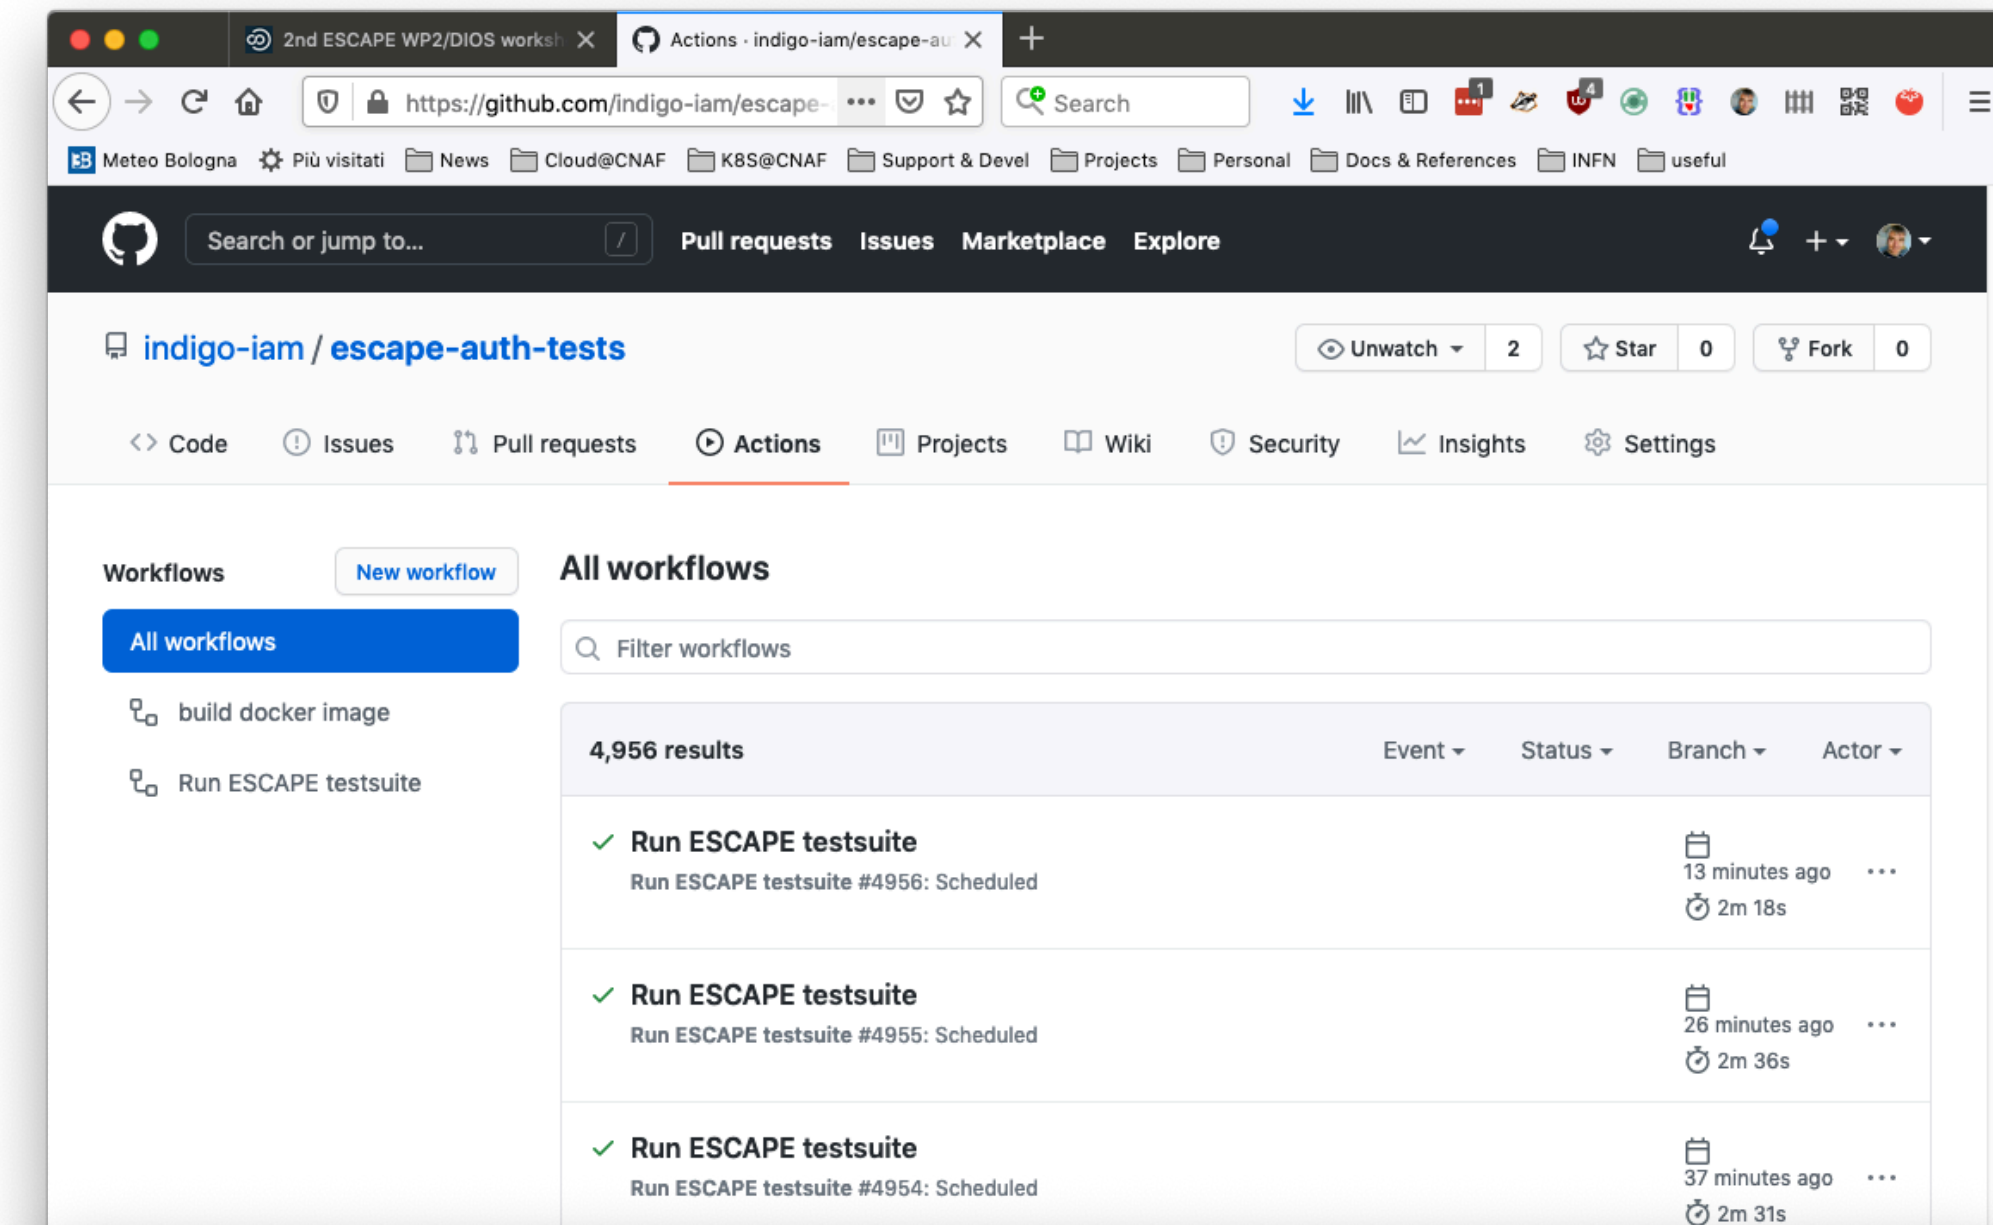 2nd ESCAPE WP2/DIOS worksh
Actions · indigo-iam/escape-au
https://github.com/indigo-iam/escape-
Search
1
4
Meteo Bologna Più visitati News Cloud@CNAF K8S@CNAF Support & Devel Projects Personal Docs & References INFN useful
Search or jump to... / Pull requests Issues Marketplace Explore
indigo-iam / escape-auth-tests
Unwatch 2 Star 0 Fork 0
Code Issues Pull requests Actions Projects Wiki Security Insights Settings
Workflows New workflow
All workflows
build docker image
Run ESCAPE testsuite
All workflows
Filter workflows
4,956 results Event Status Branch Actor
Run ESCAPE testsuite
Run ESCAPE testsuite #4956: Scheduled
13 minutes ago
2m 18s
Run ESCAPE testsuite
Run ESCAPE testsuite #4955: Scheduled
26 minutes ago
2m 36s
Run ESCAPE testsuite
Run ESCAPE testsuite #4954: Scheduled
37 minutes ago
2m 31s